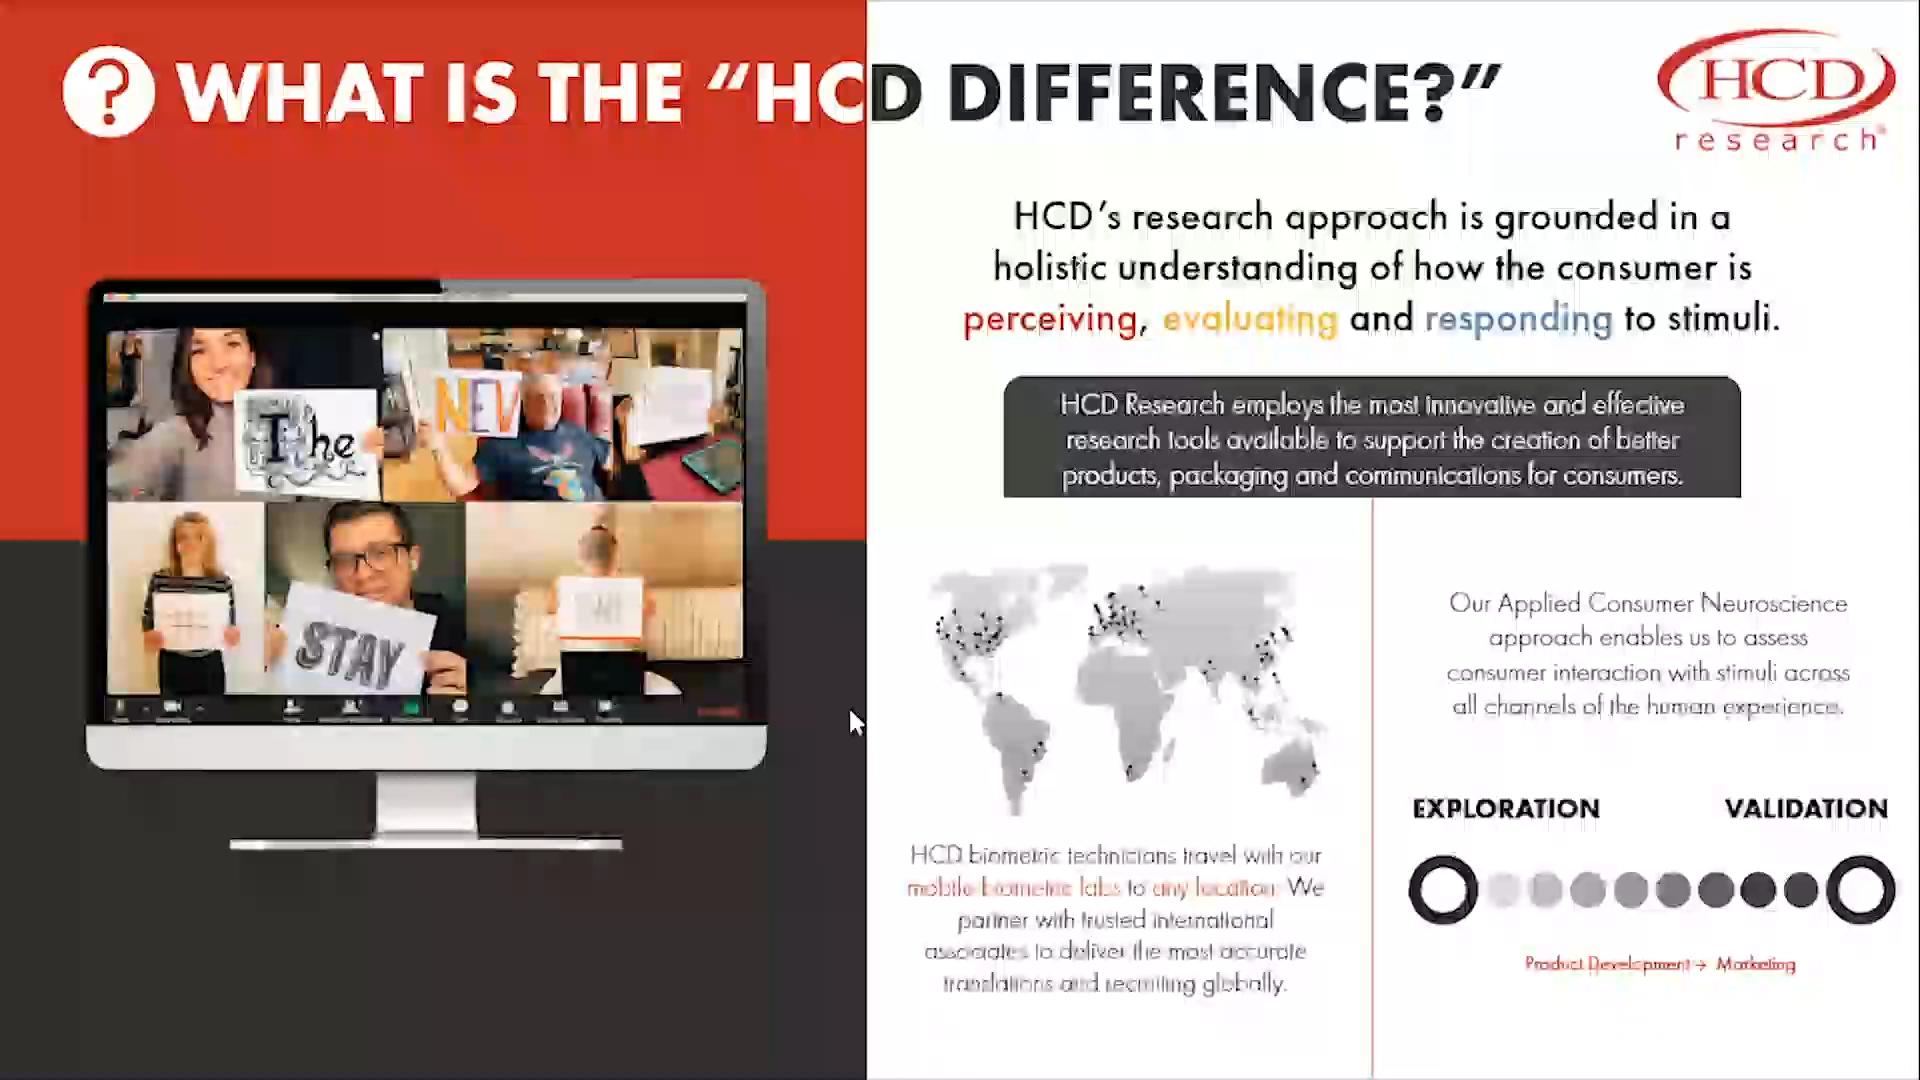 ? WHAT IS THE “HCD DIFFERENCE?”
HCD
research®
HCD’s research approach is grounded in a
holistic understanding of how the consumer is
perceiving, evaluating and responding to stimuli.
HCD Research employs the most innovative and effective
research tools available to support the creation of better
products, packaging and communications for consumers.
The
NEW
STAY
Our Applied Consumer Neuroscience
approach enables us to assess
consumer interaction with stimuli across
all channels of the human experience.
EXPLORATION VALIDATION
Product Development → Marketing
HCD biometric technicians travel with our
mobile biometric labs to any location. We
partner with trusted international
associates to deliver the most accurate
translations and recruiting globally.